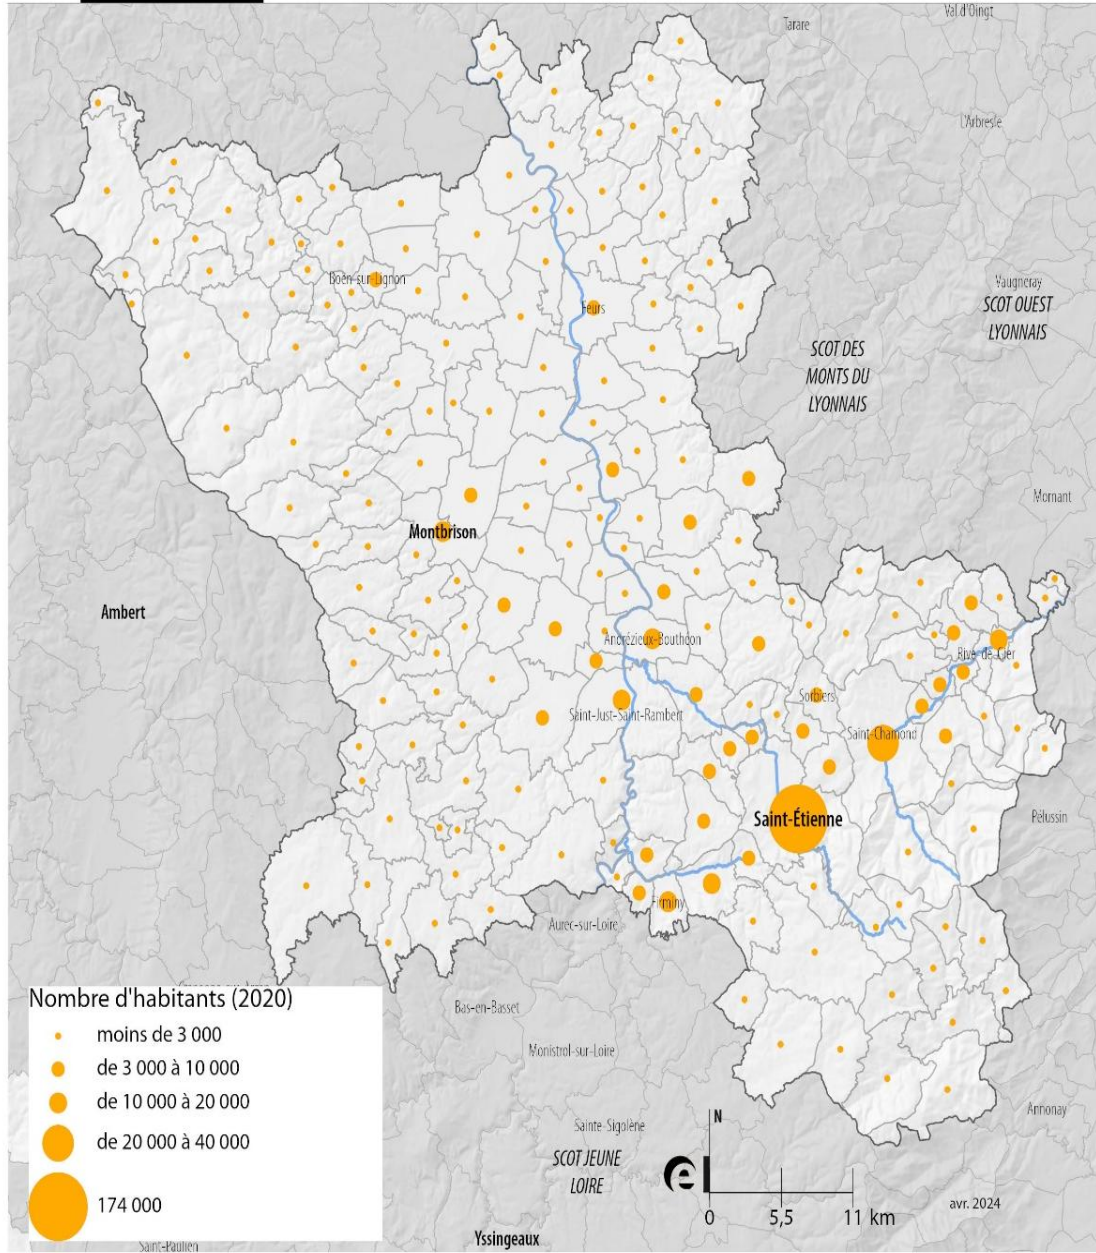 Val d'Oingt
Tarare
L'Arbresle
Vaugneray
SCOT OUEST
LYONNAIS
Boën-sur-Lignon
Feurs
SCOT DES
MONTS DU
LYONNAIS
Mornant
Montbrison
Ambert
Andrézieux-Bouthéon
Rive-de-Gier
Sorbiers
Saint-Just-Saint-Rambert
Saint-Chamond
Saint-Étienne
Pélussin
Firminy
Aurec-sur-Loire
Bas-en-Basset
Monistrol-sur-Loire
Annonay
Sainte-Sigolène
SCOT JEUNE
LOIRE
Yssingeaux
Saint-Paulien
Nombre d'habitants (2020)
moins de 3 000
de 3 000 à 10 000
de 10 000 à 20 000
de 20 000 à 40 000
174 000
N
0 5,5 11 km
avr. 2024